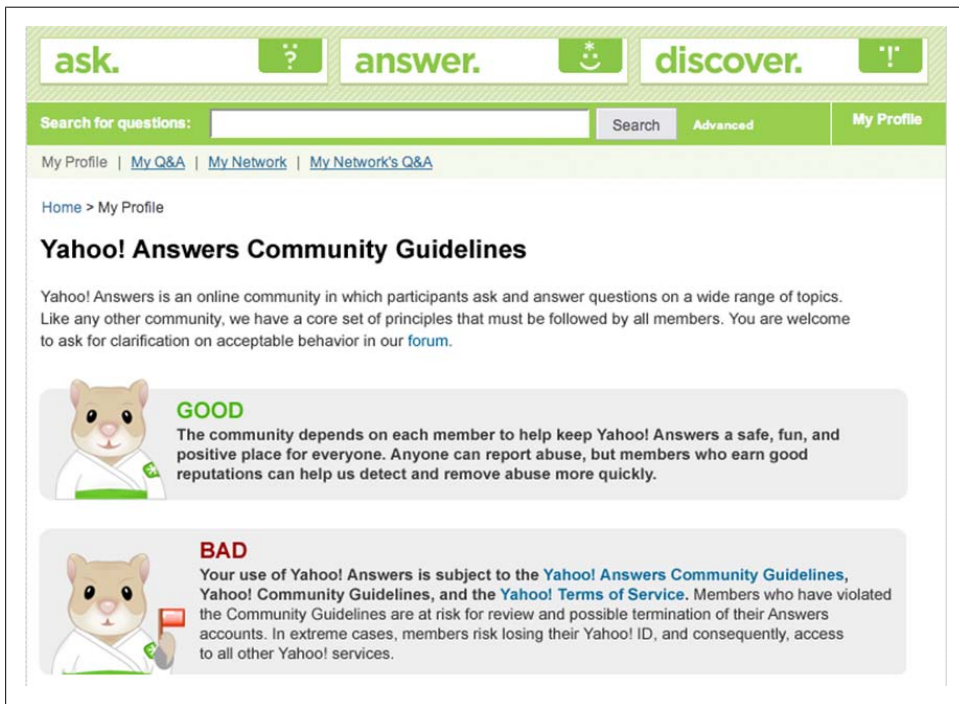 ask. answer. discover.
Search for questions: Search Advanced My Profile
My Profile | My Q&A | My Network | My Network's Q&A
Home > My Profile
Yahoo! Answers Community Guidelines
Yahoo! Answers is an online community in which participants ask and answer questions on a wide range of topics.
Like any other community, we have a core set of principles that must be followed by all members. You are welcome
to ask for clarification on acceptable behavior in our forum.
GOOD
The community depends on each member to help keep Yahoo! Answers a safe, fun, and
positive place for everyone. Anyone can report abuse, but members who earn good
reputations can help us detect and remove abuse more quickly.
BAD
Your use of Yahoo! Answers is subject to the Yahoo! Answers Community Guidelines,
Yahoo! Community Guidelines, and the Yahoo! Terms of Service. Members who have violated
the Community Guidelines are at risk for review and possible termination of their Answers
accounts. In extreme cases, members risk losing their Yahoo! ID, and consequently, access
to all other Yahoo! services.